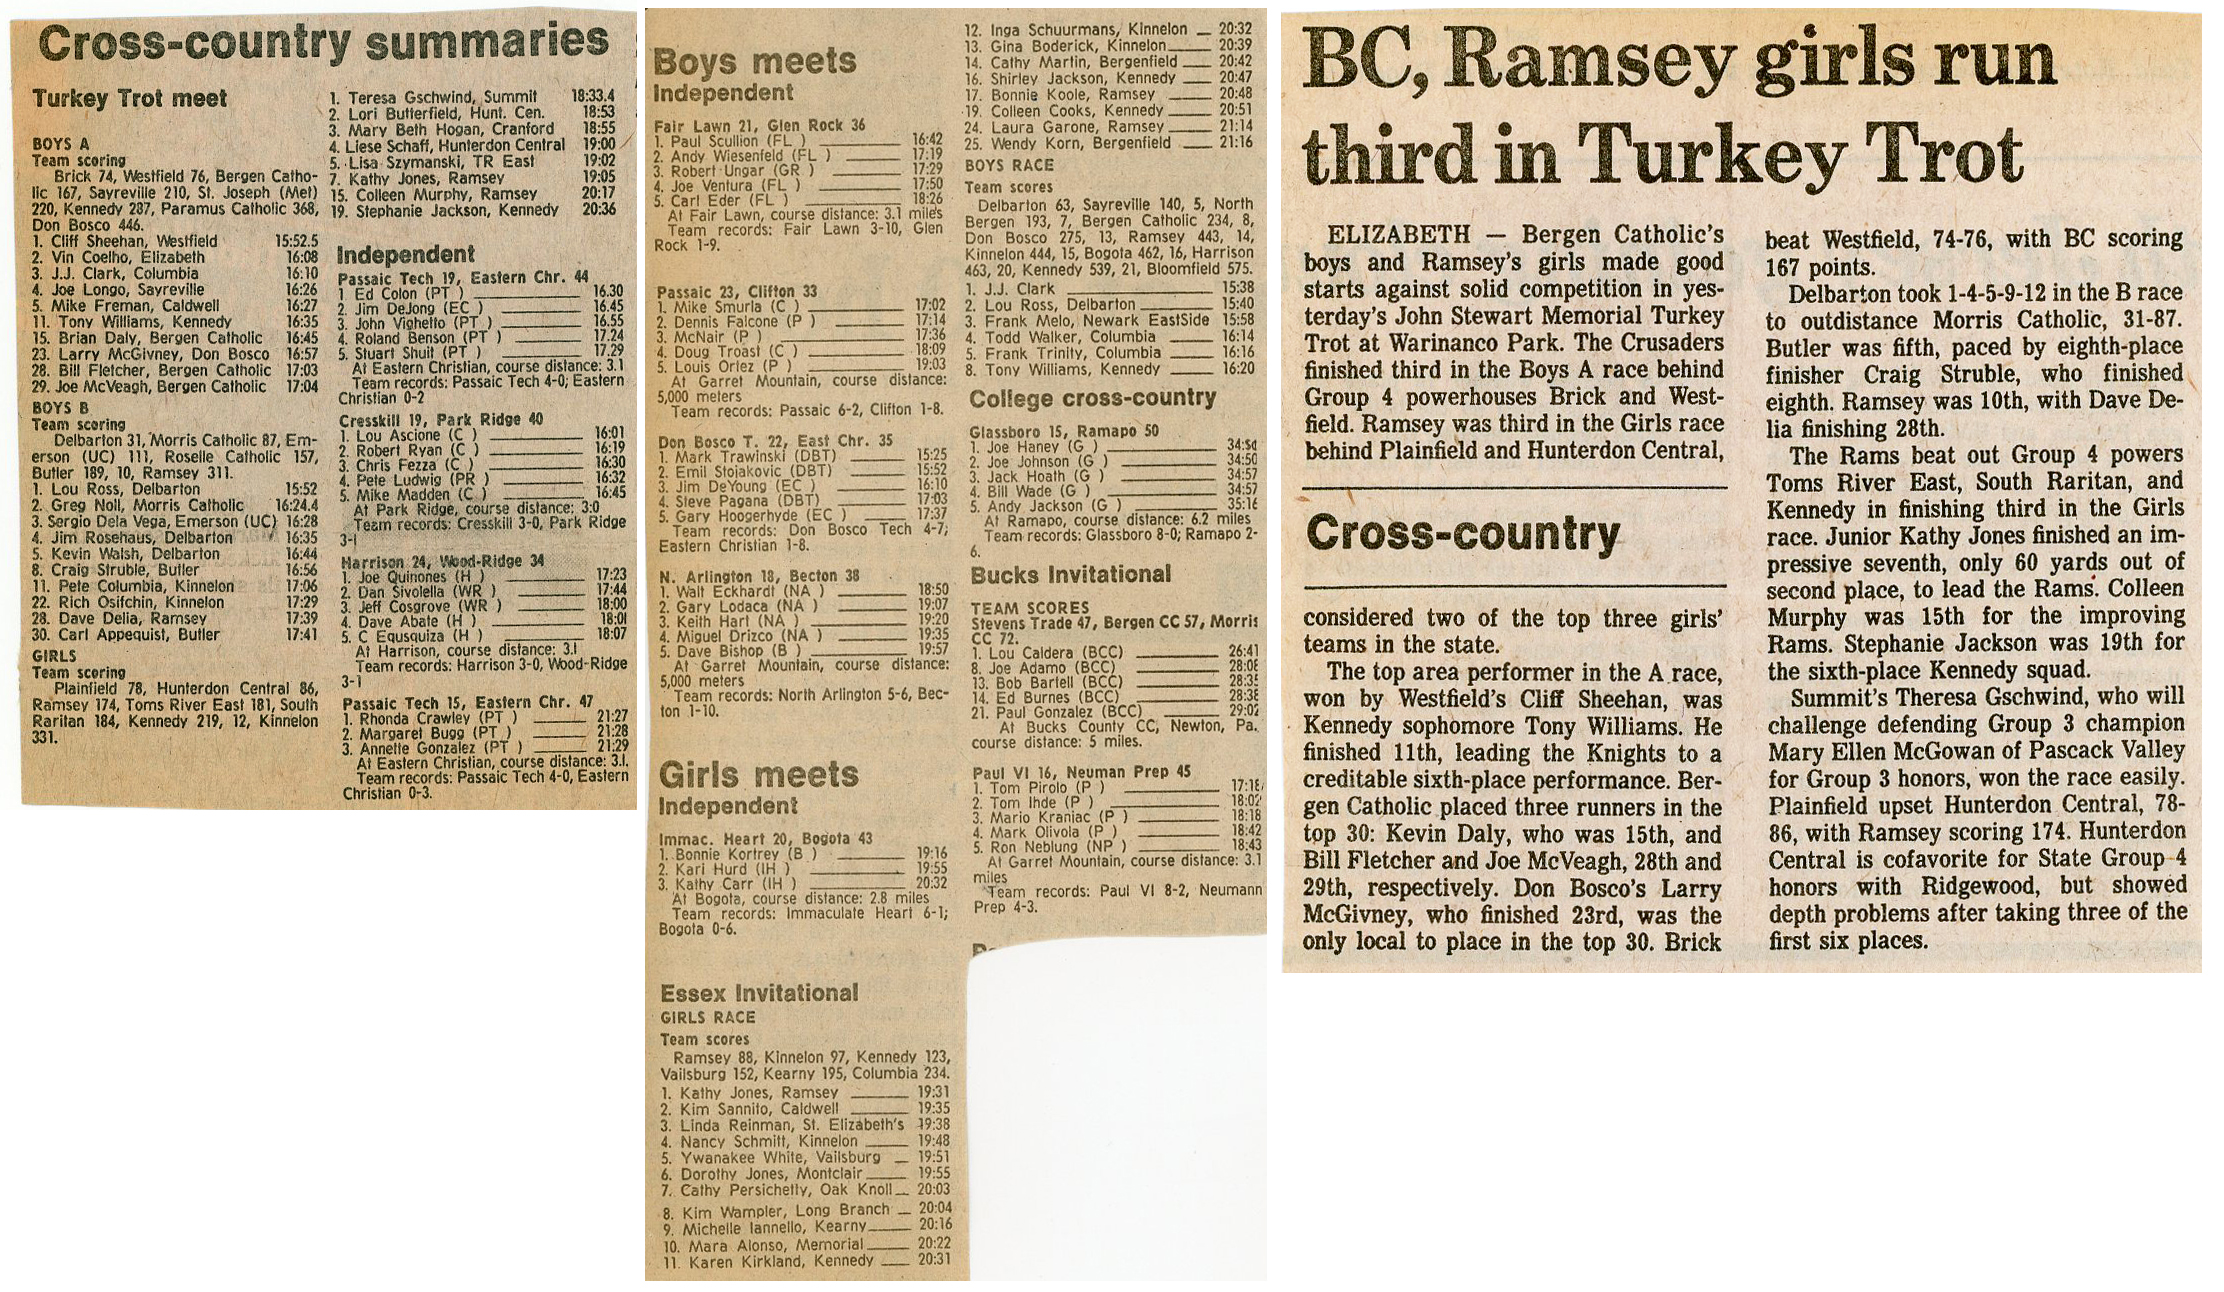 Cross-country summaries
Turkey Trot meet
BOYS A
Team scoring
Brick 74, Westfield 76, Bergen Catho-
lic 167, Sayreville 210, St. Joseph (Met)
220, Kennedy 287, Paramus Catholic 368,
Don Bosco 446.
1. Cliff Sheehan, Westfield 15:52.5
2. Vin Coelho, Elizabeth 16:08
3. J.J. Clark, Columbia 16:10
4. Joe Longo, Sayreville 16:26
5. Mike Freman, Caldwell 16:27
11. Tony Williams, Kennedy 16:35
15. Brian Daly, Bergen Catholic 16:45
23. Larry McGivney, Don Bosco 16:57
28. Bill Fletcher, Bergen Catholic 17:03
29. Joe McVeagh, Bergen Catholic 17:04
BOYS B
Team scoring
Delbarton 31, Morris Catholic 87, Em-
erson (UC) 111, Roselle Catholic 157,
Butler 189, 10, Ramsey 311.
1. Lou Ross, Delbarton 15:52
2. Greg Noll, Morris Catholic 16:24.4
3. Sergio Dela Vega, Emerson (UC) 16:28
4. Jim Rosehaus, Delbarton 16:35
5. Kevin Walsh, Delbarton 16:44
8. Craig Struble, Butler 16:56
11. Pete Columbia, Kinnelon 17:06
22. Rich Osifchin, Kinnelon 17:29
28. Dave Delia, Ramsey 17:39
30. Carl Appequist, Butler 17:41
GIRLS
Team scoring
Plainfield 78, Hunterdon Central 86,
Ramsey 174, Toms River East 181, South
Raritan 184, Kennedy 219, 12, Kinnelon
331.
1. Teresa Gschwind, Summit 18:33.4
2. Lori Butterfield, Hunt. Cen. 18:53
3. Mary Beth Hogan, Cranford 18:55
4. Liese Schaff, Hunterdon Central 19:00
5. Lisa Szymanski, TR East 19:02
7. Kathy Jones, Ramsey 19:05
15. Colleen Murphy, Ramsey 20:17
19. Stephanie Jackson, Kennedy 20:36
Independent
Passaic Tech 19, Eastern Chr. 44
1 Ed Colon (PT ) 16.30
2. Jim DeJong (EC ) 16.45
3. John Vighetto (PT ) 16.55
4. Roland Benson (PT ) 17.24
5. Stuart Shuit (PT ) 17.29
At Eastern Christian, course distance: 3.1
Team records: Passaic Tech 4-0; Eastern
Christian 0-2
Cresskill 19, Park Ridge 40
1. Lou Ascione (C ) 16:01
2. Robert Ryan (C ) 16:19
3. Chris Fezza (C ) 16:30
4. Pete Ludwig (PR ) 16:32
5. Mike Madden (C ) 16:45
At Park Ridge, course distance: 3.0
Team records: Cresskill 3-0, Park Ridge
3-1
Harrison 24, Wood-Ridge 34
1. Joe Quinones (H ) 17:23
2. Dan Sivolella (WR ) 17:44
3. Jeff Cosgrove (WR ) 18:00
4. Dave Abate (H ) 18:01
5. C Equsquiza (H ) 18:07
At Harrison, course distance: 3.1
Team records: Harrison 3-0, Wood-Ridge
3-1
Passaic Tech 15, Eastern Chr. 47
1. Rhonda Crawley (PT ) 21:27
2. Margaret Bugg (PT ) 21:28
3. Annette Gonzalez (PT ) 21:29
At Eastern Christian, course distance: 3.1.
Team records: Passaic Tech 4-0, Eastern
Christian 0-3.
Boys meets
Independent
Fair Lawn 21, Glen Rock 36
1. Paul Scullion (FL ) 16:42
2. Andy Wiesenfeld (FL ) 17:19
3. Robert Ungar (GR ) 17:29
4. Joe Ventura (FL ) 17:50
5. Carl Eder (FL ) 18:26
At Fair Lawn, course distance: 3.1 miles
Team records: Fair Lawn 3-10, Glen
Rock 1-9.
Passaic 23, Clifton 33
1. Mike Smurla (C ) 17:02
2. Dennis Falcone (P ) 17:14
3. McNair (P ) 17:36
4. Doug Troast (C ) 18:09
5. Louis Ortez (P ) 19:03
At Garret Mountain, course distance:
5,000 meters
Team records: Passaic 6-2, Clifton 1-8.
Don Bosco T. 22, East Chr. 35
1. Mark Trawinski (DBT) 15:25
2. Emil Stojakovic (DBT) 15:52
3. Jim DeYoung (EC ) 16:10
4. Steve Pagana (DBT) 17:03
5. Gary Hoogerhyde (EC ) 17:37
Team records: Don Bosco Tech 4-7;
Eastern Christian 1-8.
N. Arlington 18, Becton 38
1. Walt Eckhardt (NA ) 18:50
2. Gary Lodaca (NA ) 19:07
3. Keith Hart (NA ) 19:20
4. Miguel Drizco (NA ) 19:35
5. Dave Bishop (B ) 19:57
At Garret Mountain, course distance:
5,000 meters
Team records: North Arlington 5-6, Bec-
ton 1-10.
Girls meets
Independent
Immac. Heart 20, Bogota 43
1. Bonnie Kortrey (B ) 19:16
2. Kari Hurd (IH ) 19:55
3. Kathy Carr (IH ) 20:32
At Bogota, course distance: 2.8 miles
Team records: Immaculate Heart 6-1;
Bogota 0-6.
Essex Invitational
GIRLS RACE
Team scores
Ramsey 88, Kinnelon 97, Kennedy 123,
Vailsburg 152, Kearny 195, Columbia 234.
1. Kathy Jones, Ramsey 19:31
2. Kim Sannito, Caldwell 19:35
3. Linda Reinman, St. Elizabeth's 19:38
4. Nancy Schmitt, Kinnelon 19:48
5. Ywanakee White, Vailsburg 19:51
6. Dorothy Jones, Montclair 19:55
7. Cathy Persichetty, Oak Knoll 20:03
8. Kim Wampler, Long Branch 20:04
9. Michelle Iannello, Kearny 20:16
10. Mara Alonso, Memorial 20:22
11. Karen Kirkland, Kennedy 20:31
12. Inga Schuurmans, Kinnelon 20:32
13. Gina Boderick, Kinnelon 20:39
14. Cathy Martin, Bergenfield 20:42
16. Shirley Jackson, Kennedy 20:47
17. Bonnie Koole, Ramsey 20:48
19. Colleen Cooks, Kennedy 20:51
24. Laura Garone, Ramsey 21:14
25. Wendy Korn, Bergenfield 21:16
BOYS RACE
Team scores
Delbarton 63, Sayreville 140, 5, North
Bergen 193, 7, Bergen Catholic 234, 8,
Don Bosco 275, 13, Ramsey 443, 14,
Kinnelon 444, 15, Bogota 462, 16, Harrison
463, 20, Kennedy 539, 21, Bloomfield 575.
1. J.J. Clark 15:38
2. Lou Ross, Delbarton 15:40
3. Frank Melo, Newark EastSide 15:58
4. Todd Walker, Columbia 16:14
5. Frank Trinity, Columbia 16:16
8. Tony Williams, Kennedy 16:20
College cross-country
Glassboro 15, Ramapo 50
1. Joe Haney (G )
2. Joe Johnson (G ) 34:50
3. Jack Hoath (G ) 34:57
4. Bill Wade (G ) 34:57
5. Andy Jackson (G ) 35:16
At Ramapo, course distance: 6.2 miles
Team records: Glassboro 8-0; Ramapo 2-
6.
Bucks Invitational
TEAM SCORES
Stevens Trade 47, Bergen CC 57, Morris
CC 72.
1. Lou Caldera (BCC) 26:41
8. Joe Adamo (BCC) 28:08
13. Bob Bartell (BCC) 28:35
14. Ed Burnes (BCC) 28:38
21. Paul Gonzalez (BCC) 29:02
At Bucks County CC, Newton, Pa.
course distance: 5 miles.
Paul VI 16, Neuman Prep 45
1. Tom Pirolo (P ) 17:18
2. Tom Ihde (P ) 18:02
3. Mario Kraniac (P ) 18:18
4. Mark Olivola (P ) 18:42
5. Ron Neblung (NP ) 18:43
At Garret Mountain, course distance: 3.1
miles
Team records: Paul VI 8-2, Neumann
Prep 4-3.
BC, Ramsey girls run
third in Turkey Trot
ELIZABETH — Bergen Catholic's
boys and Ramsey's girls made good
starts against solid competition in yes-
terday's John Stewart Memorial Turkey
Trot at Warinanco Park. The Crusaders
finished third in the Boys A race behind
Group 4 powerhouses Brick and West-
field. Ramsey was third in the Girls race
behind Plainfield and Hunterdon Central,
Cross-country
considered two of the top three girls'
teams in the state.
The top area performer in the A race,
won by Westfield's Cliff Sheehan, was
Kennedy sophomore Tony Williams. He
finished 11th, leading the Knights to a
creditable sixth-place performance. Ber-
gen Catholic placed three runners in the
top 30: Kevin Daly, who was 15th, and
Bill Fletcher and Joe McVeagh, 28th and
29th, respectively. Don Bosco's Larry
McGivney, who finished 23rd, was the
only local to place in the top 30. Brick
beat Westfield, 74-76, with BC scoring
167 points.
Delbarton took 1-4-5-9-12 in the B race
to outdistance Morris Catholic, 31-87.
Butler was fifth, paced by eighth-place
finisher Craig Struble, who finished
eighth. Ramsey was 10th, with Dave De-
lia finishing 28th.
The Rams beat out Group 4 powers
Toms River East, South Raritan, and
Kennedy in finishing third in the Girls
race. Junior Kathy Jones finished an im-
pressive seventh, only 60 yards out of
second place, to lead the Rams. Colleen
Murphy was 15th for the improving
Rams. Stephanie Jackson was 19th for
the sixth-place Kennedy squad.
Summit's Theresa Gschwind, who will
challenge defending Group 3 champion
Mary Ellen McGowan of Pascack Valley
for Group 3 honors, won the race easily.
Plainfield upset Hunterdon Central, 78-
86, with Ramsey scoring 174. Hunterdon
Central is cofavorite for State Group 4
honors with Ridgewood, but showed
depth problems after taking three of the
first six places.